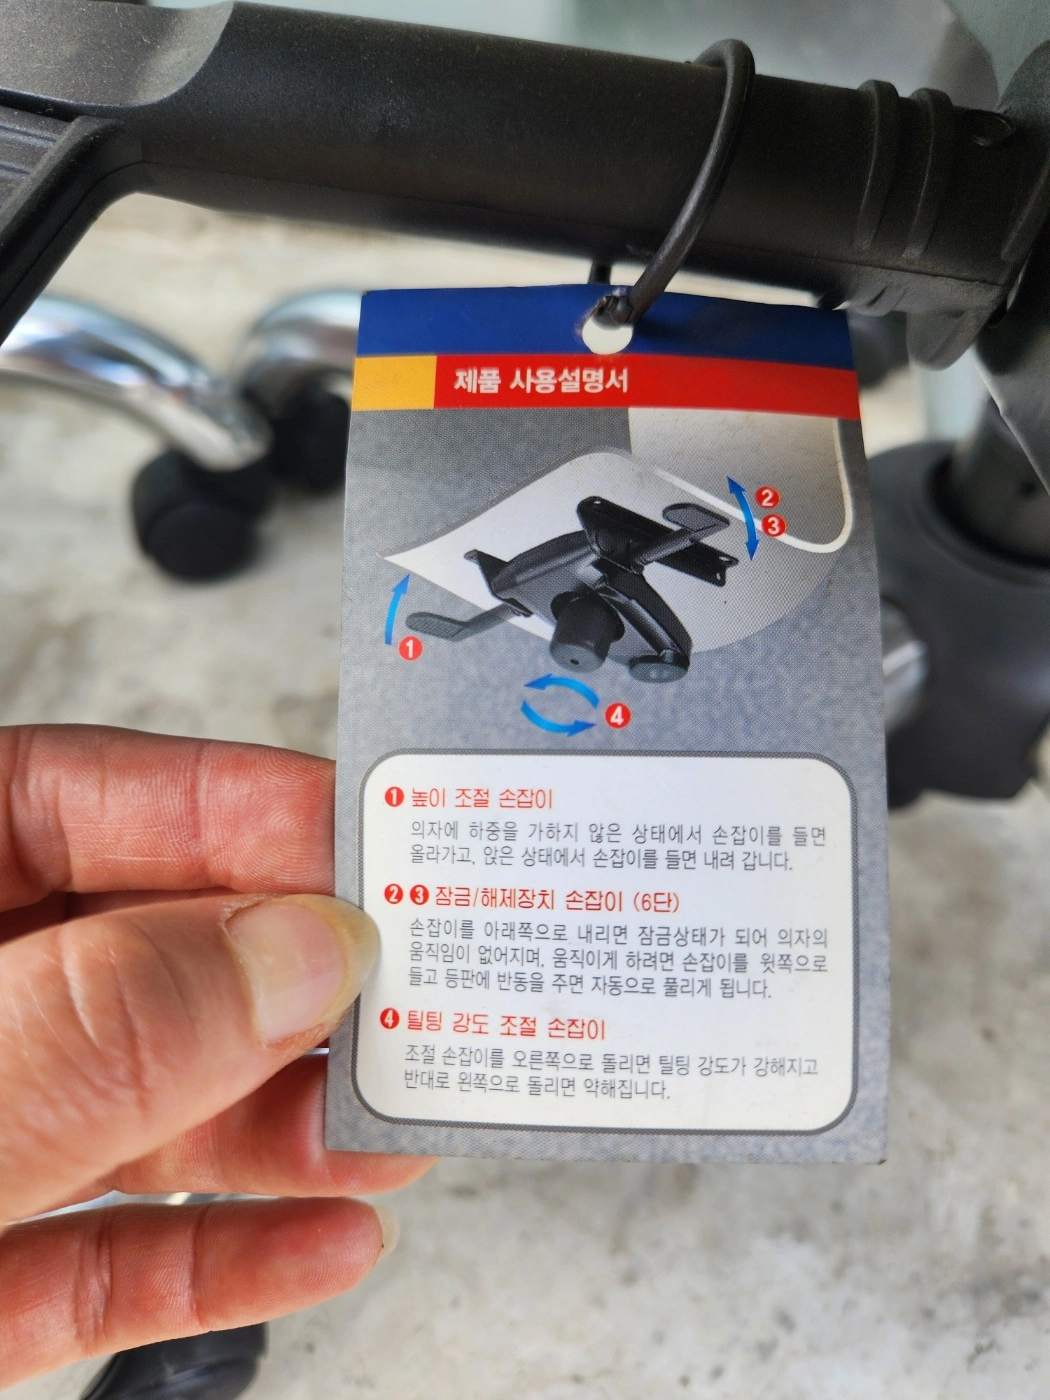 제품 사용설명서
2
3
1
4
1 높이 조절 손잡이
의자에 하중을 가하지 않은 상태에서 손잡이를 들면
올라가고, 앉은 상태에서 손잡이를 들면 내려 갑니다.
2 3 잠금/해제장치 손잡이 (6단)
손잡이를 아래쪽으로 내리면 잠금상태가 되어 의자의
움직임이 없어지며, 움직이게 하려면 손잡이를 윗쪽으로
들고 등판에 반동을 주면 자동으로 풀리게 됩니다.
4 틸팅 강도 조절 손잡이
조절 손잡이를 오른쪽으로 돌리면 틸팅 강도가 강해지고
반대로 왼쪽으로 돌리면 약해집니다.